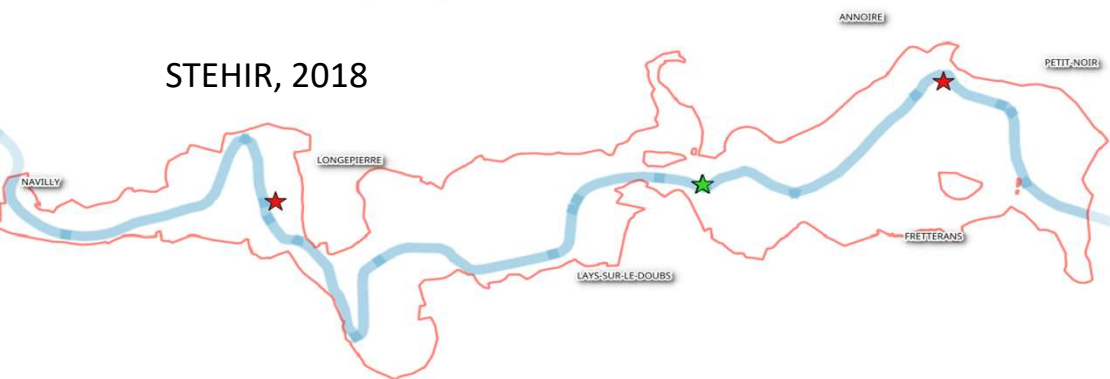 ANNOIRE
STEHIR, 2018
PETIT-NOIR
LONGEPIERRE
NAVILLY
FRETTERANS
LAYS-SUR-LE-DOUBS